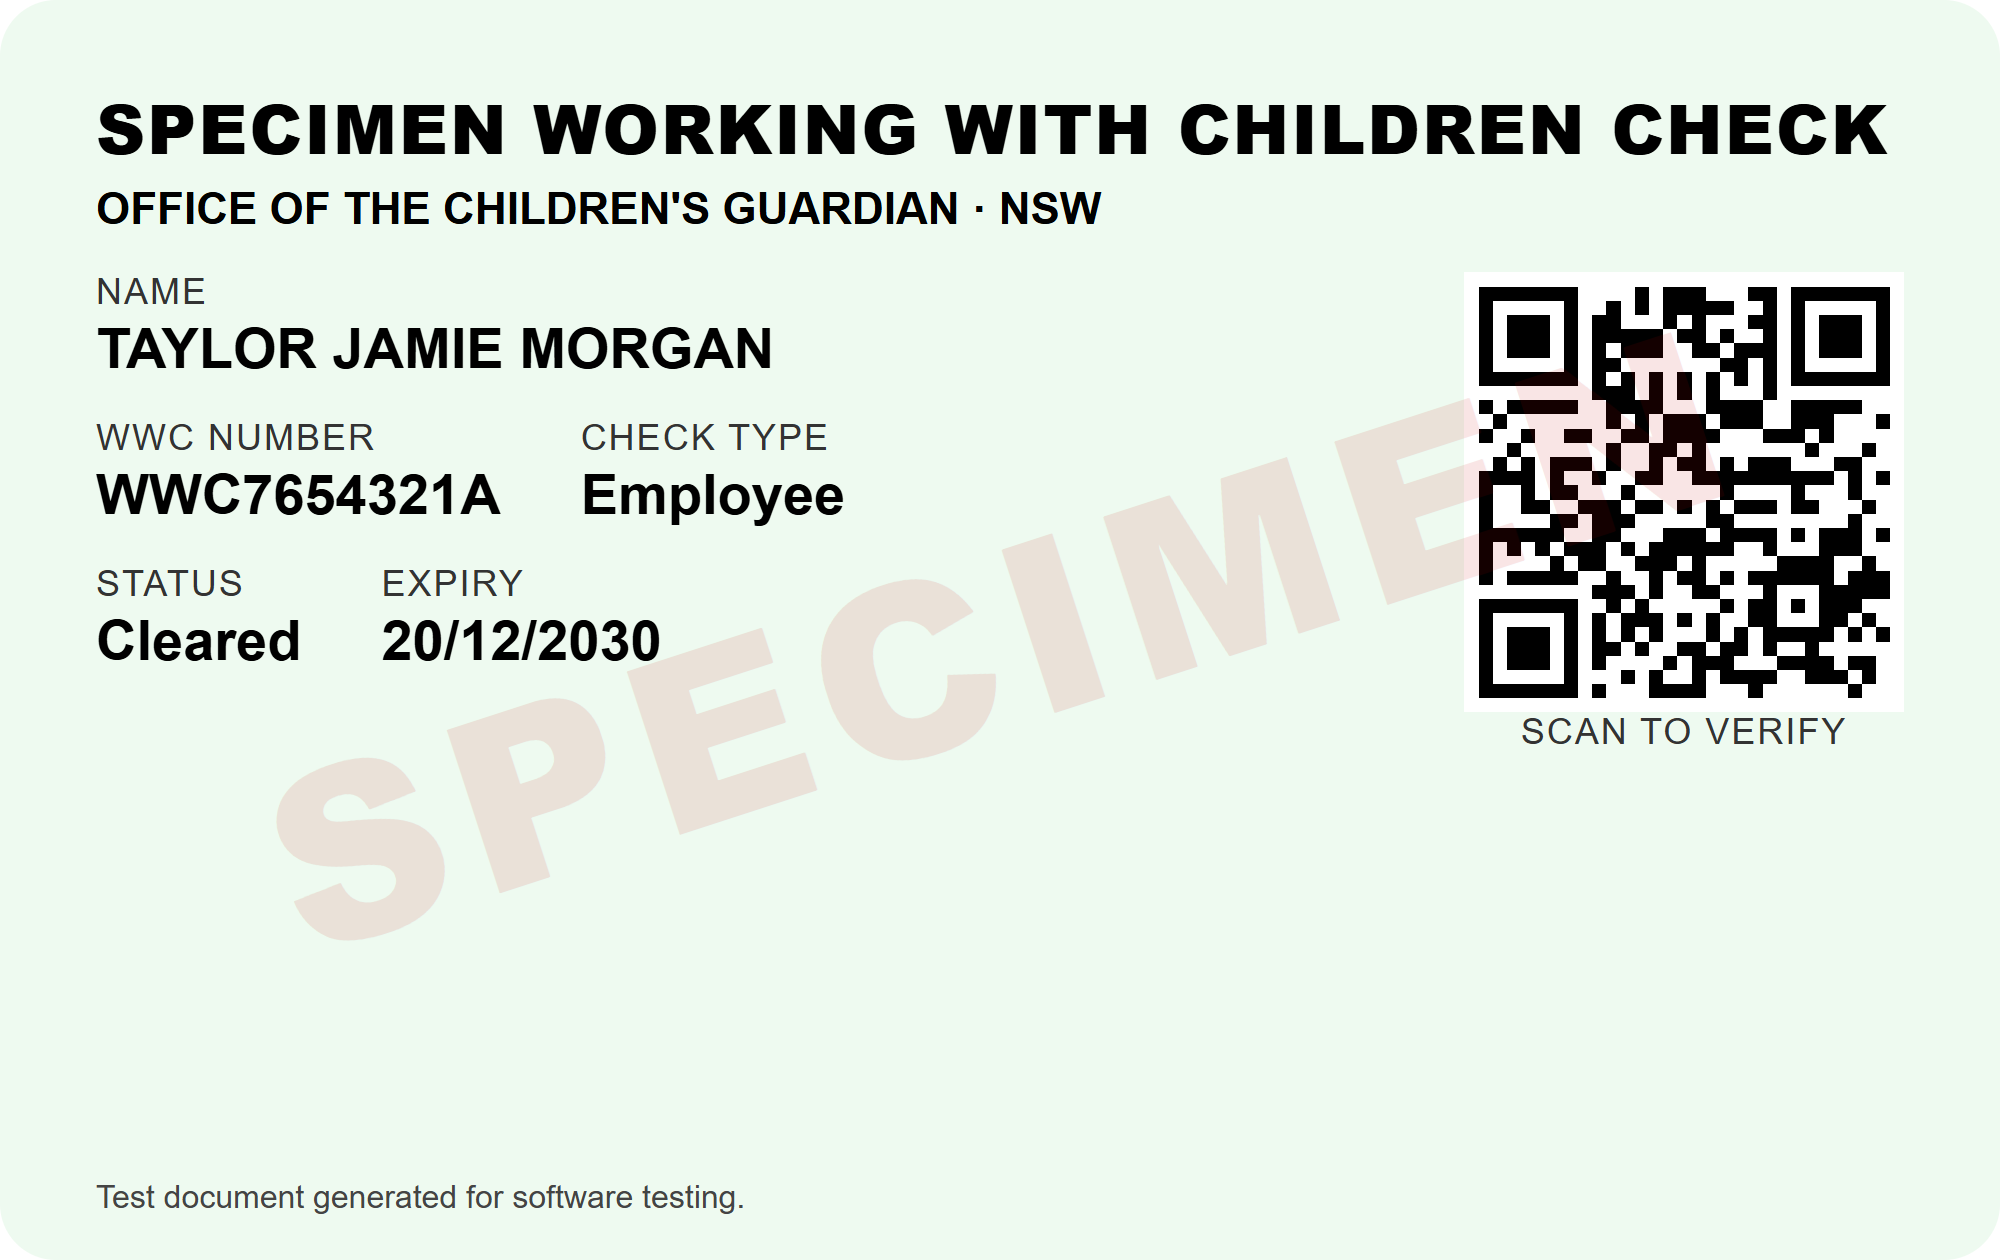 SPECIMEN WORKING WITH CHILDREN CHECK
OFFICE OF THE CHILDREN'S GUARDIAN · NSW
NAME
TAYLOR JAMIE MORGAN
WWC NUMBER CHECK TYPE
WWC7654321A Employee
STATUS EXPIRY
Cleared 20/12/2030
SCAN TO VERIFY
SPECIMEN
Test document generated for software testing.